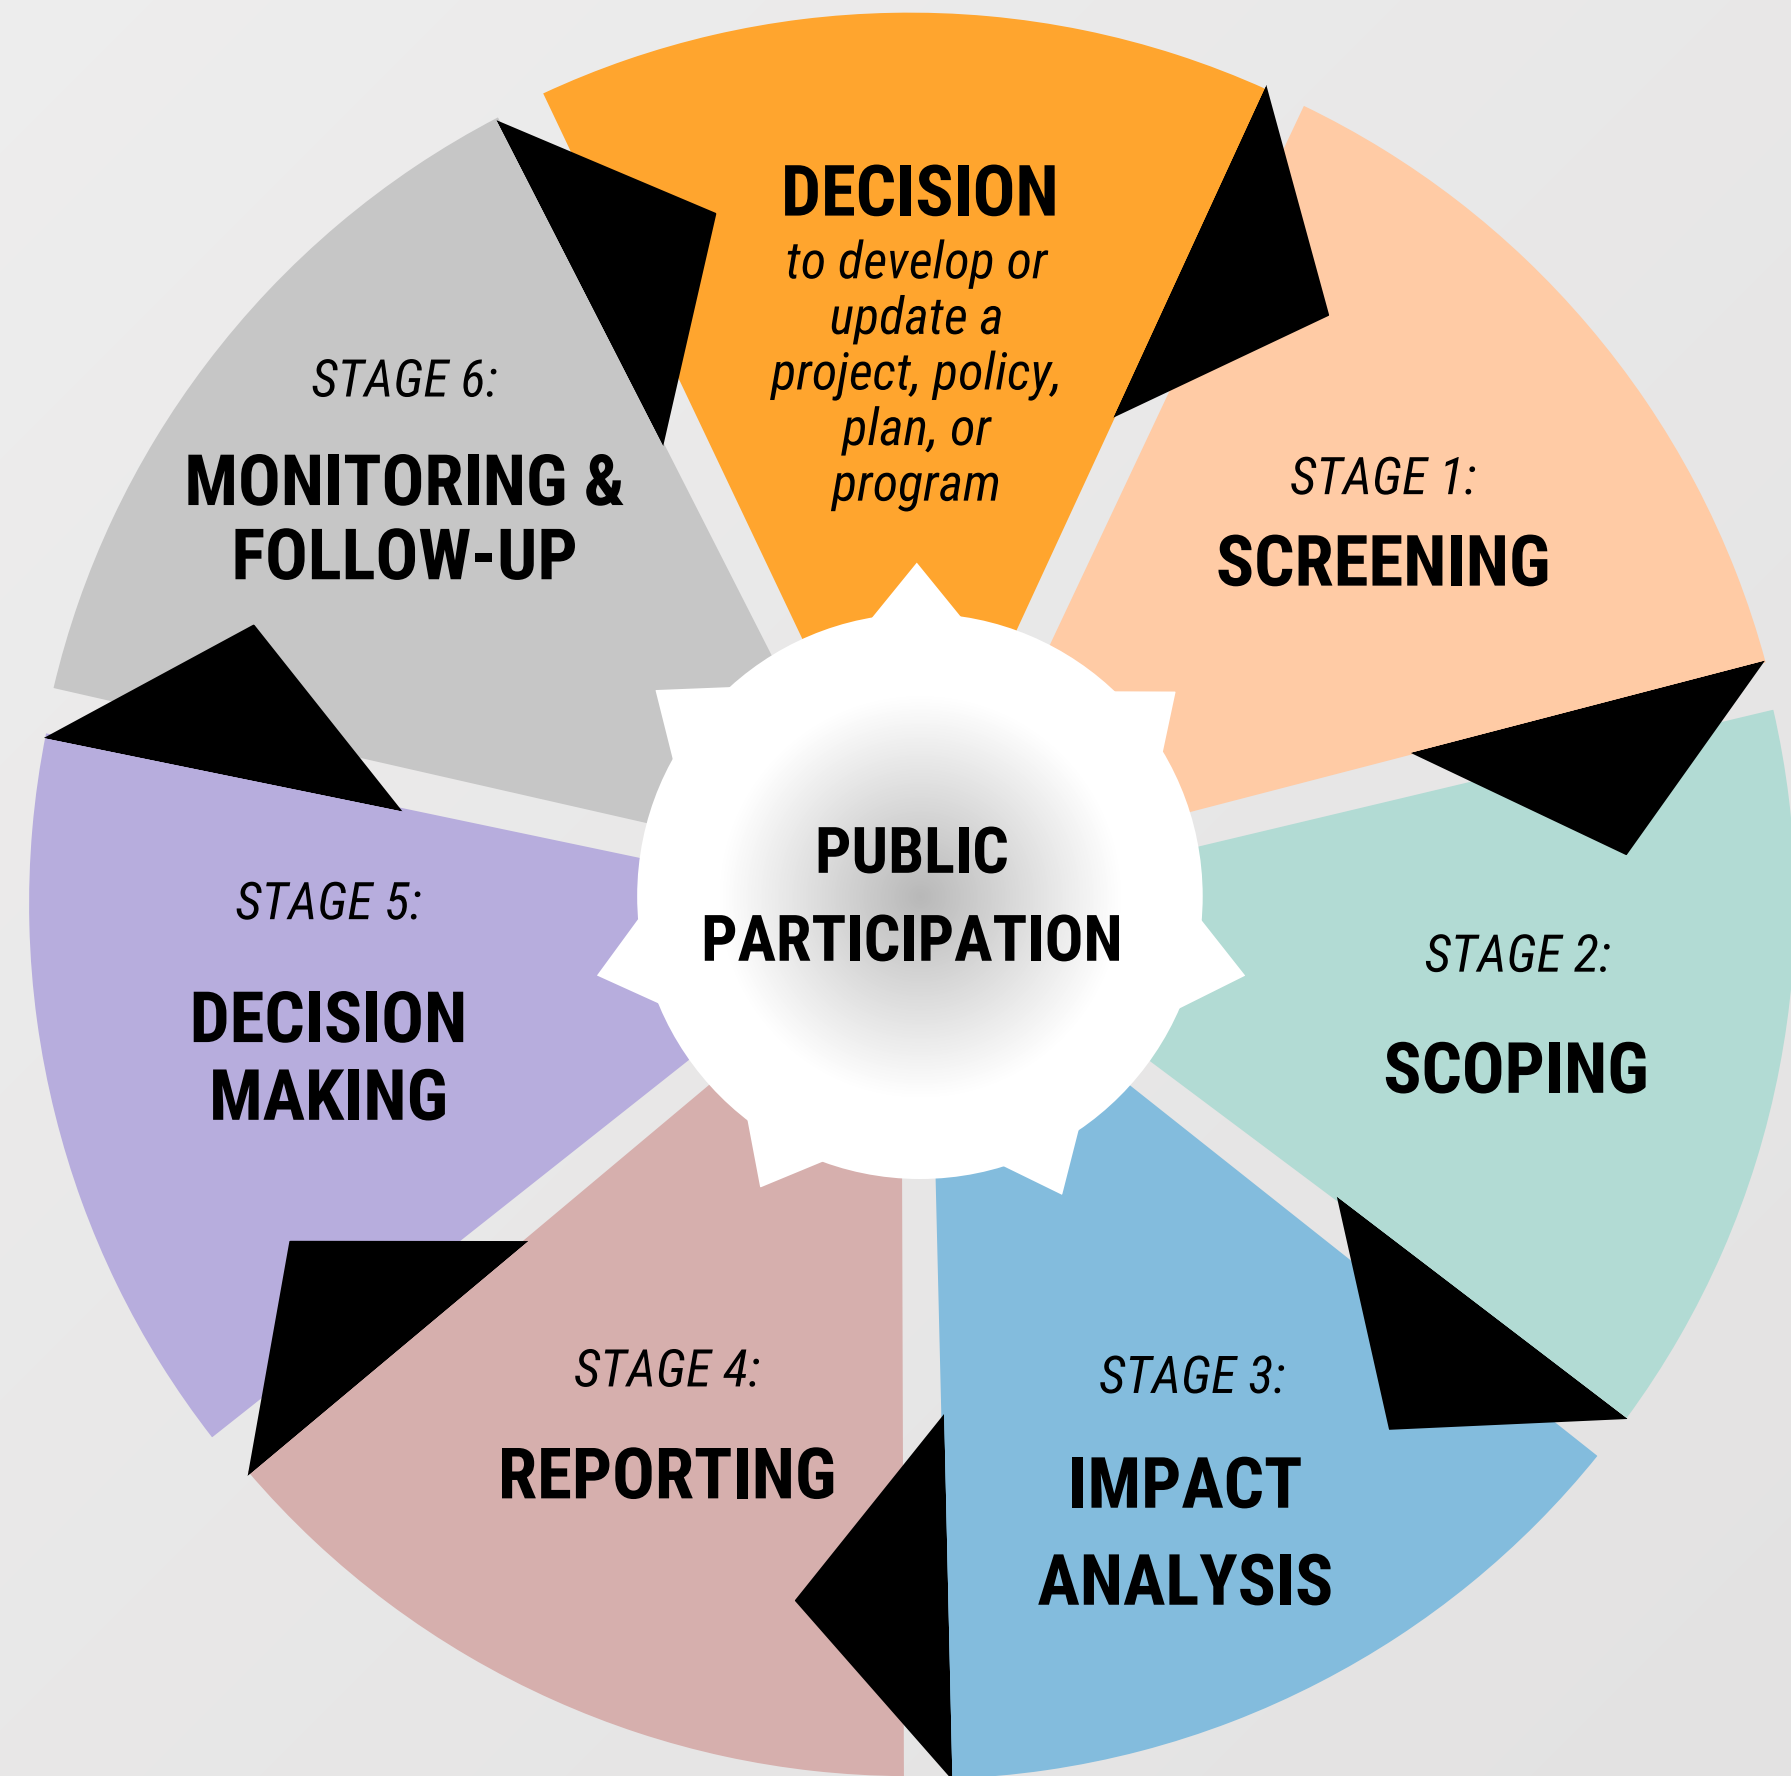 DECISION
to develop or
update a
project, policy,
plan, or
program
STAGE 1:
SCREENING
STAGE 2:
SCOPING
STAGE 3:
IMPACT
ANALYSIS
STAGE 4:
REPORTING
STAGE 5:
DECISION
MAKING
STAGE 6:
MONITORING &
FOLLOW-UP
PUBLIC
PARTICIPATION